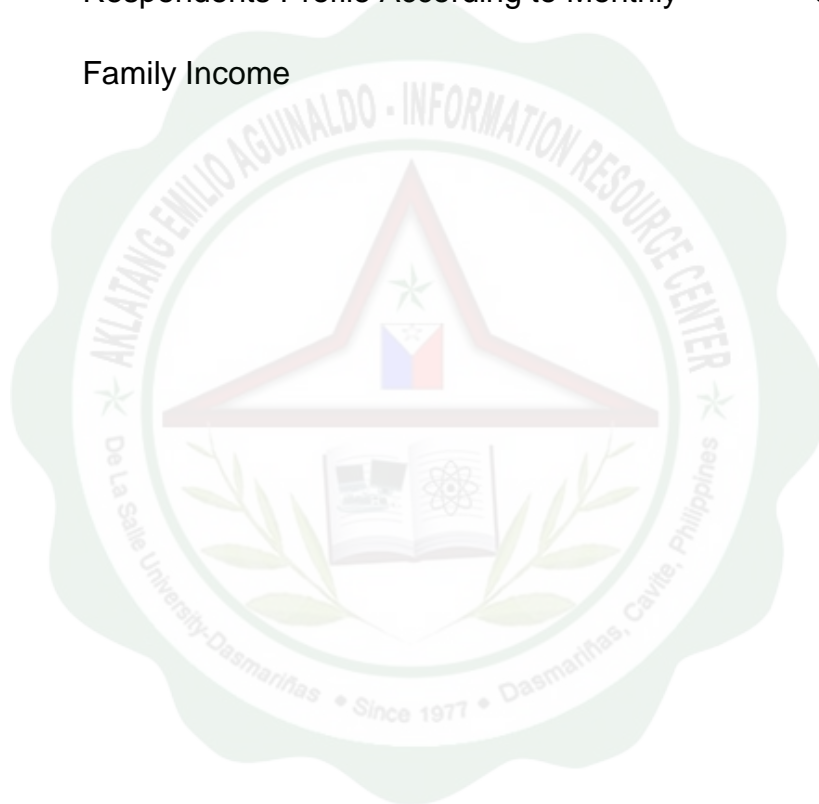 Respondents Profile According to Monthly
Family Income
AKLATANG EMILIO AGUINALDO - INFORMATION RESOURCE CENTER
De La Salle University-Dasmariñas • Since 1977 • Dasmariñas, Cavite, Philippines